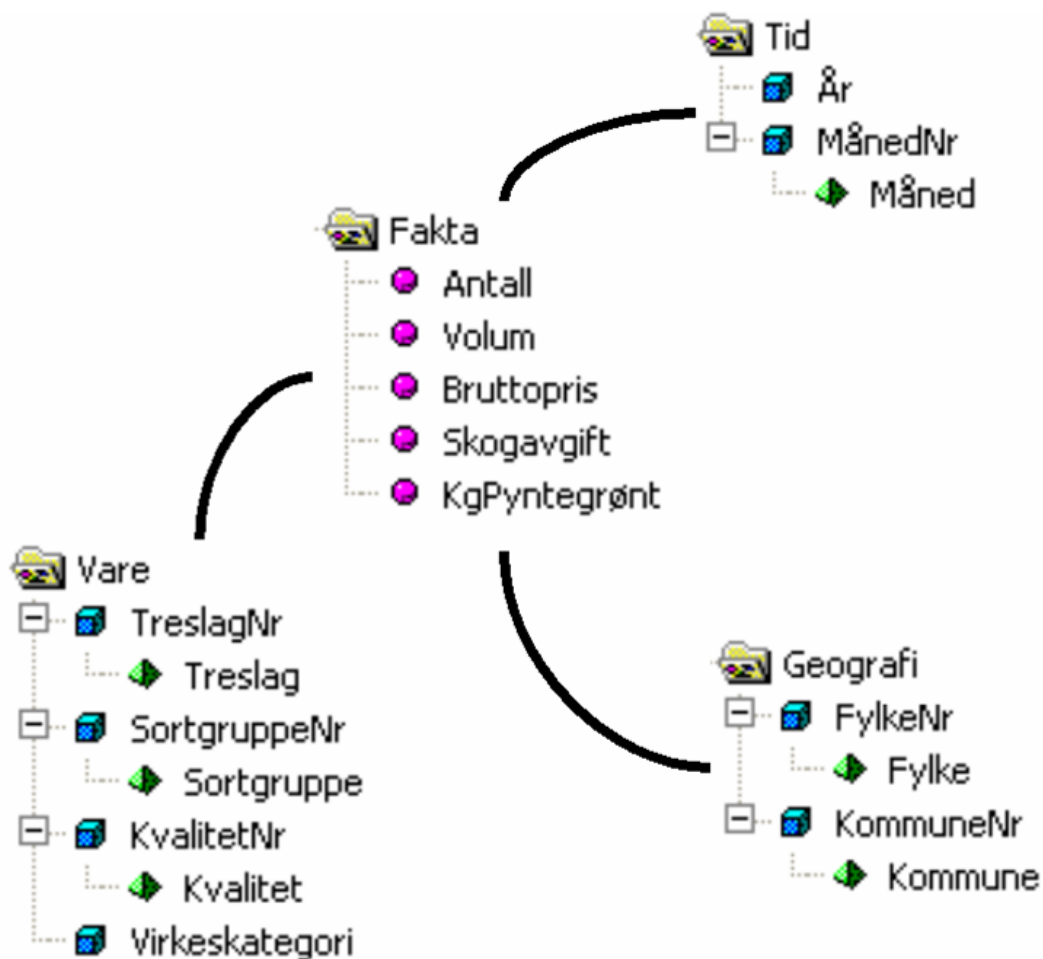 Tid
År
MånedNr
Måned
Fakta
Antall
Volum
Bruttopris
Skogavgift
KgPyntegrønt
Vare
TreslagNr
Treslag
SortgruppeNr
Sortgruppe
KvalitetNr
Kvalitet
Virkeskategori
Geografi
FylkeNr
Fylke
KommuneNr
Kommune